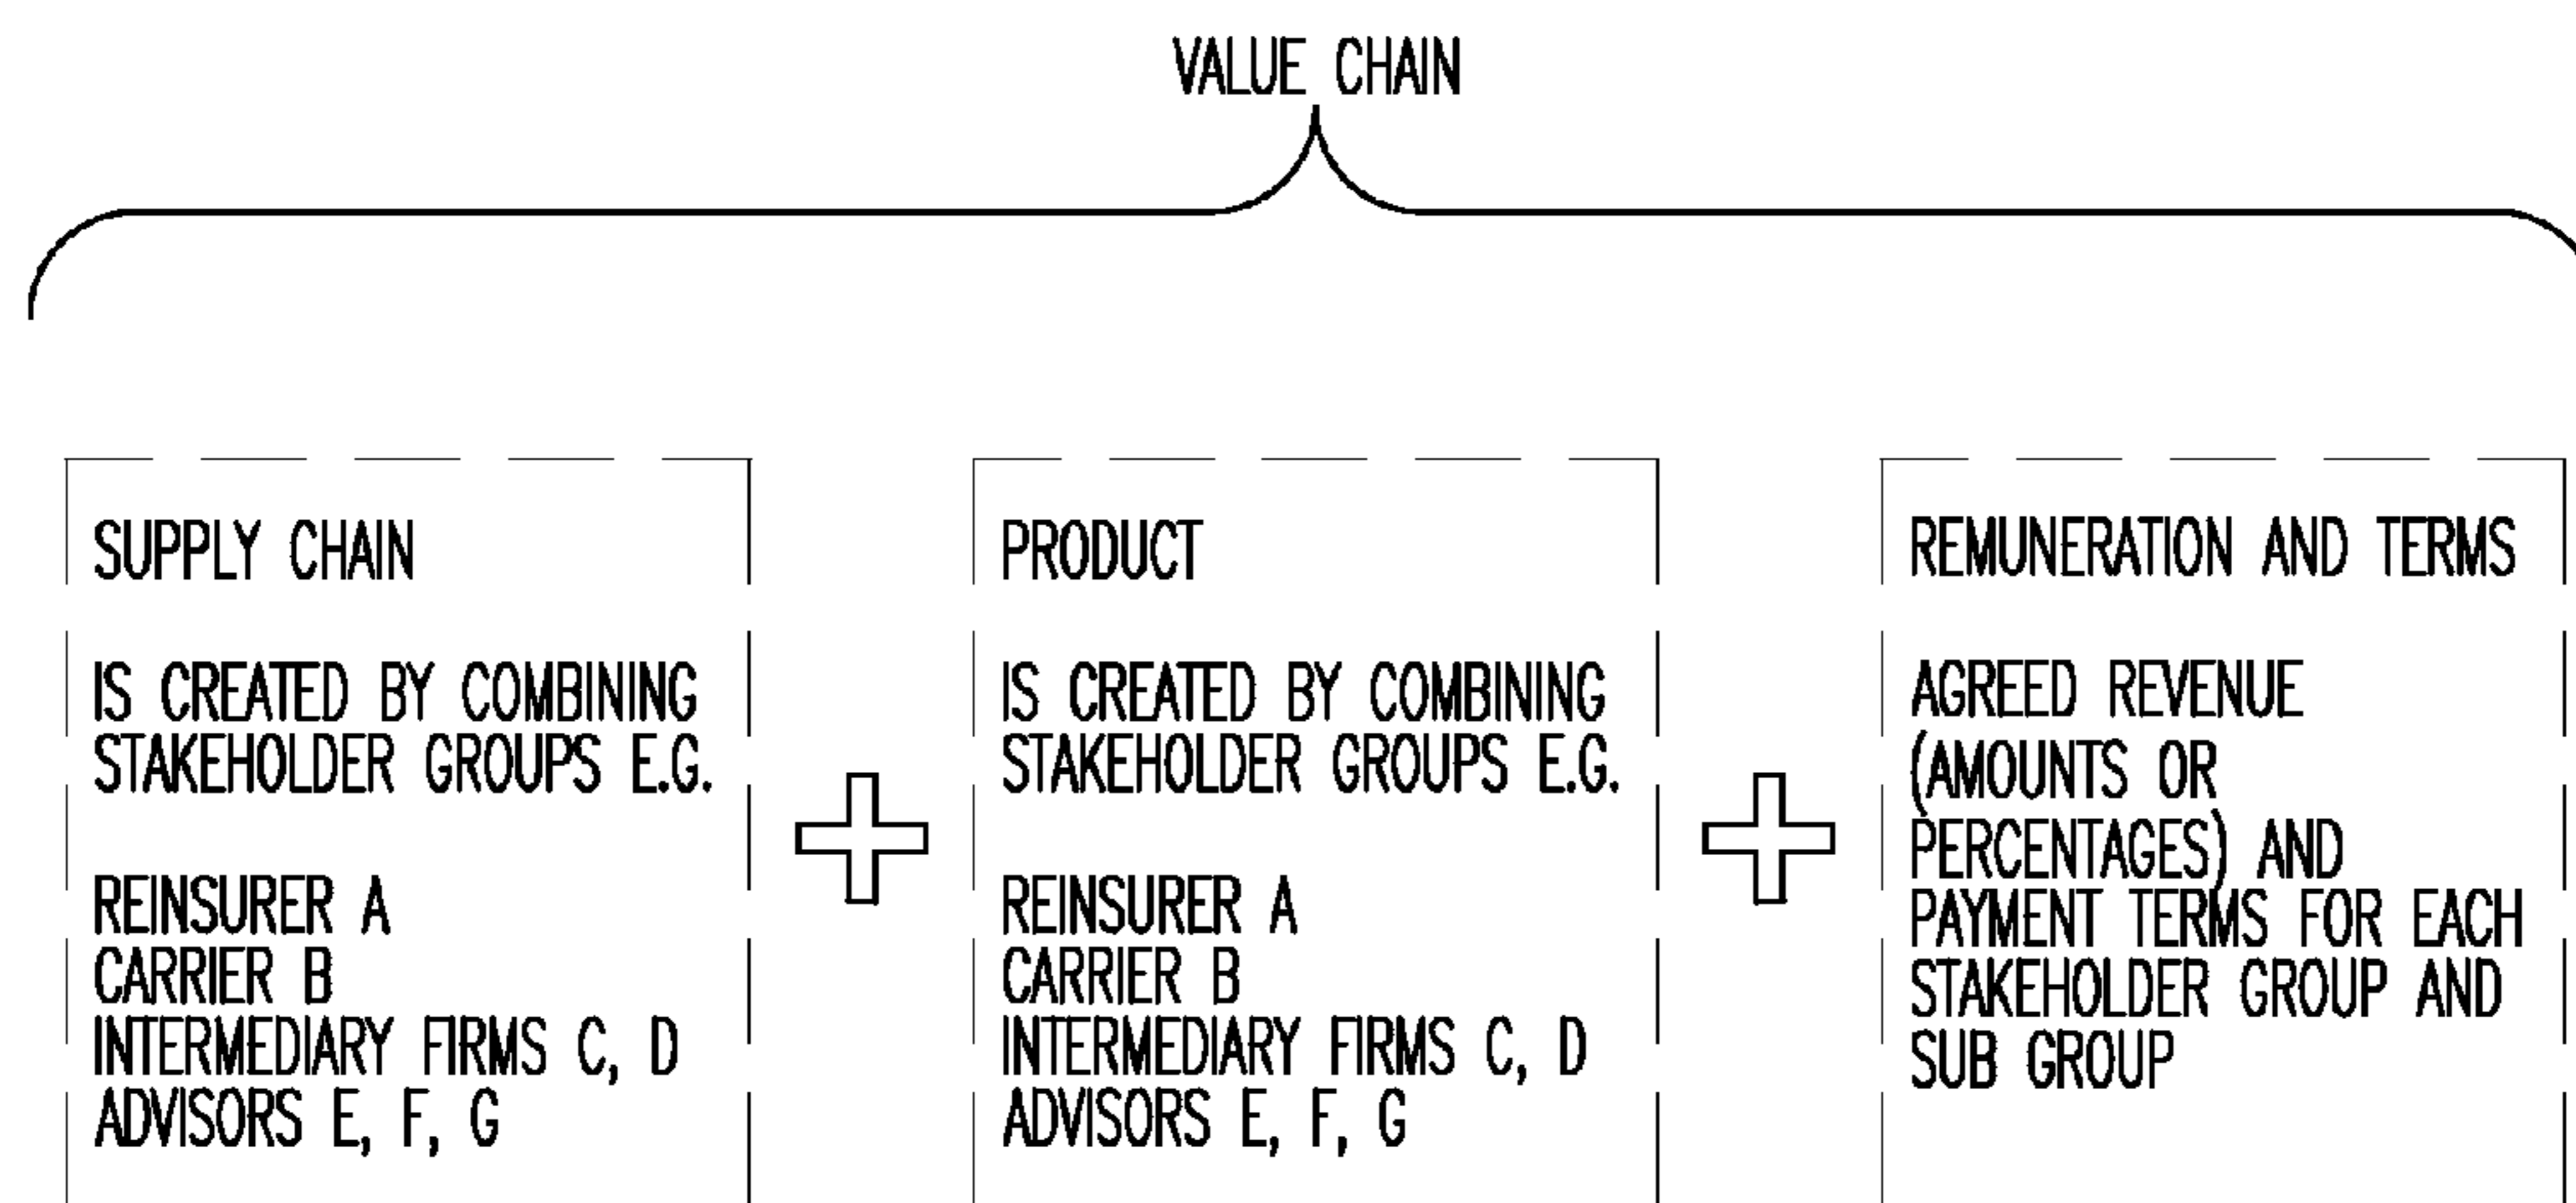 VALUE CHAIN
SUPPLY CHAIN
IS CREATED BY COMBINING
STAKEHOLDER GROUPS E.G.
REINSURER A
CARRIER B
INTERMEDIARY FIRMS C, D
ADVISORS E, F, G
PRODUCT
IS CREATED BY COMBINING
STAKEHOLDER GROUPS E.G.
REINSURER A
CARRIER B
INTERMEDIARY FIRMS C, D
ADVISORS E, F, G
REMUNERATION AND TERMS
AGREED REVENUE
(AMOUNTS OR
PERCENTAGES) AND
PAYMENT TERMS FOR EACH
STAKEHOLDER GROUP AND
SUB GROUP